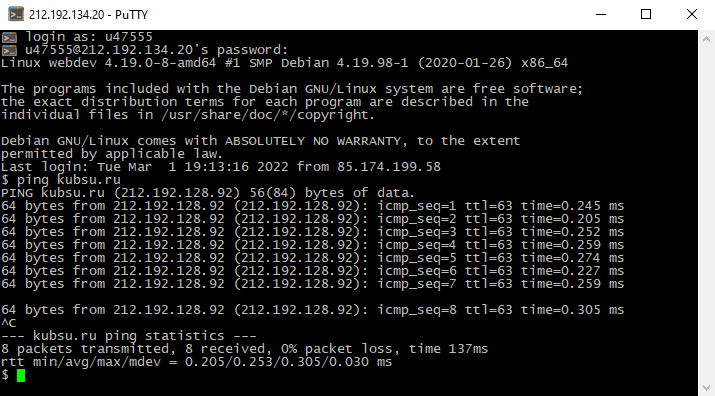 212.192.134.20 - PuTTY
login as: u47555
u47555@212.192.134.20's password:
Linux webdev 4.19.0-8-amd64 #1 SMP Debian 4.19.98-1 (2020-01-26) x86_64
The programs included with the Debian GNU/Linux system are free software;
the exact distribution terms for each program are described in the
individual files in /usr/share/doc/*/copyright.
Debian GNU/Linux comes with ABSOLUTELY NO WARRANTY, to the extent
permitted by applicable law.
Last login: Tue Mar  1 19:13:16 2022 from 85.174.199.58
$ ping kubsu.ru
PING kubsu.ru (212.192.128.92) 56(84) bytes of data.
64 bytes from 212.192.128.92 (212.192.128.92): icmp_seq=1 ttl=63 time=0.245 ms
64 bytes from 212.192.128.92 (212.192.128.92): icmp_seq=2 ttl=63 time=0.205 ms
64 bytes from 212.192.128.92 (212.192.128.92): icmp_seq=3 ttl=63 time=0.252 ms
64 bytes from 212.192.128.92 (212.192.128.92): icmp_seq=4 ttl=63 time=0.259 ms
64 bytes from 212.192.128.92 (212.192.128.92): icmp_seq=5 ttl=63 time=0.274 ms
64 bytes from 212.192.128.92 (212.192.128.92): icmp_seq=6 ttl=63 time=0.227 ms
64 bytes from 212.192.128.92 (212.192.128.92): icmp_seq=7 ttl=63 time=0.259 ms
64 bytes from 212.192.128.92 (212.192.128.92): icmp_seq=8 ttl=63 time=0.305 ms
^C
--- kubsu.ru ping statistics ---
8 packets transmitted, 8 received, 0% packet loss, time 137ms
rtt min/avg/max/mdev = 0.205/0.253/0.305/0.030 ms
$